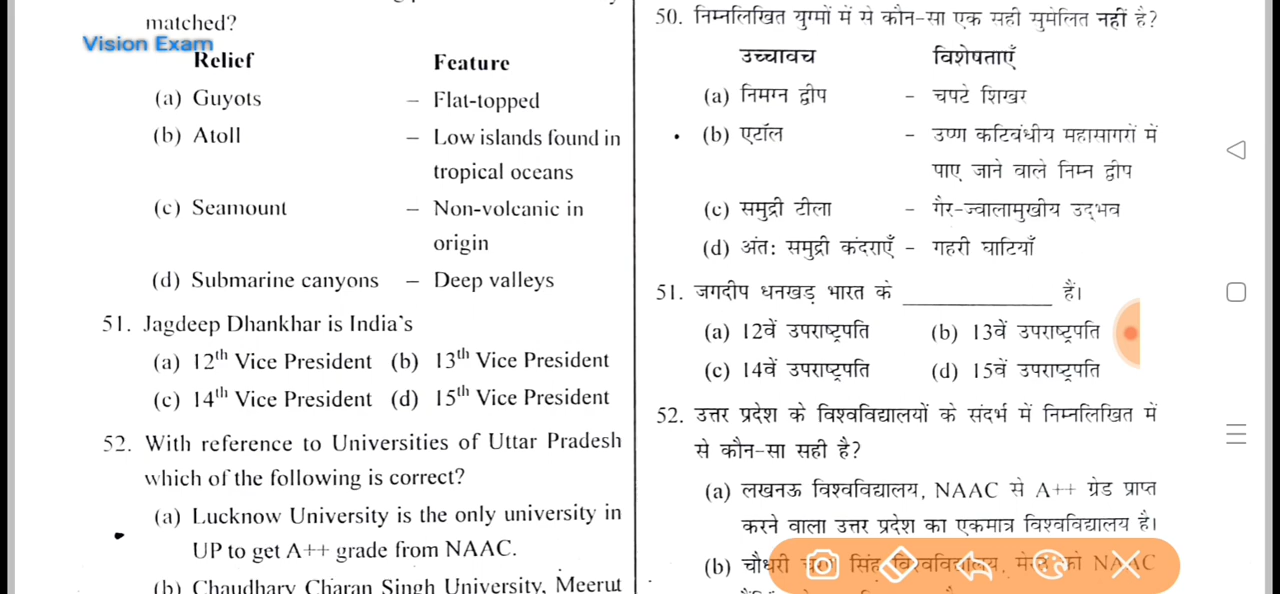 matched?
Vision Exam
Relief Feature
(a) Guyots – Flat-topped
(b) Atoll – Low islands found in
tropical oceans
(c) Seamount – Non-volcanic in
origin
(d) Submarine canyons – Deep valleys
51. Jagdeep Dhankhar is India's
(a) 12th Vice President (b) 13th Vice President
(c) 14th Vice President (d) 15th Vice President
52. With reference to Universities of Uttar Pradesh
which of the following is correct?
(a) Lucknow University is the only university in
UP to get A++ grade from NAAC.
(b) Chaudhary Charan Singh University, Meerut
50. निम्नलिखित युग्मों में से कौन-सा एक सही सुमेलित नहीं है?
उच्चावच विशेषताएँ
(a) निमग्न द्वीप – चपटे शिखर
(b) एटॉल – उष्ण कटिबंधीय महासागरों में
पाए जाने वाले निम्न द्वीप
(c) समुद्री टीला – गैर-ज्वालामुखीय उद्भव
(d) अंतः समुद्री कंदराएँ – गहरी घाटियाँ
51. जगदीप धनखड़ भारत के ____________ हैं।
(a) 12वें उपराष्ट्रपति (b) 13वें उपराष्ट्रपति
(c) 14वें उपराष्ट्रपति (d) 15वें उपराष्ट्रपति
52. उत्तर प्रदेश के विश्वविद्यालयों के संदर्भ में निम्नलिखित में
से कौन-सा सही है?
(a) लखनऊ विश्वविद्यालय, NAAC से A++ ग्रेड प्राप्त
करने वाला उत्तर प्रदेश का एकमात्र विश्वविद्यालय है।
(b) चौधरी सिंह विश्वविद्यालय, को NAAC